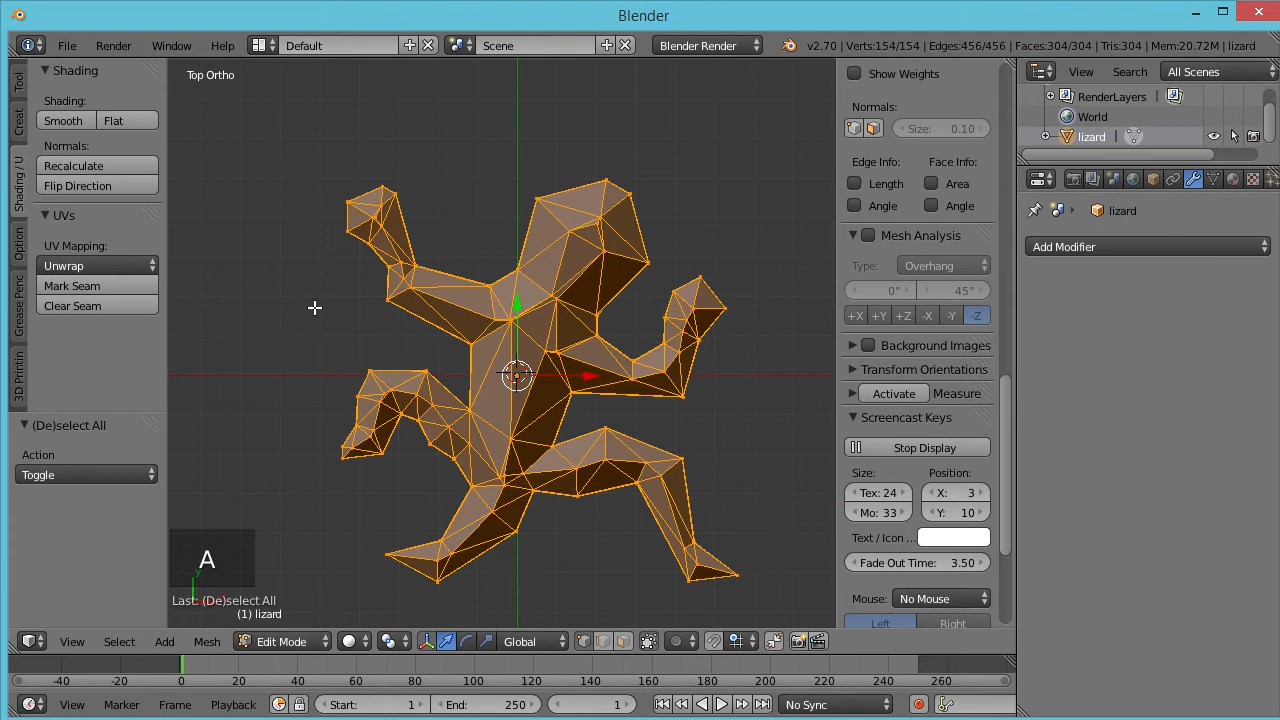 Blender
File Render Window Help Default Scene Blender Render v2.70 | Verts:154/154 | Edges:456/456 | Faces:304/304 | Tris:304 | Mem:20.72M | lizard
Tool
Creat
Shading / U
Option
Grease Penc
3D Printin
Shading
Shading:
Smooth Flat
Normals:
Recalculate
Flip Direction
UVs
UV Mapping:
Unwrap
Mark Seam
Clear Seam
(De)select All
Action
Toggle
Top Ortho
A
y
Last: (De)select All
(1) lizard
Show Weights
Normals:
Size: 0.10
Edge Info: Face Info:
Length Area
Angle Angle
Mesh Analysis
Type: Overhang
0° 45°
+X +Y +Z -X -Y -Z
Background Images
Transform Orientations
Activate Measure
Screencast Keys
Stop Display
Size: Position:
Tex: 24 X: 3
Mo: 33 Y: 10
Text / Icon ...
Fade Out Time: 3.50
Mouse: No Mouse
Left Right
View Search All Scenes
RenderLayers |
World
lizard |
lizard
Add Modifier
View Select Add Mesh Edit Mode Global
-40 -20 0 20 40 60 80 100 120 140 160 180 200 220 240 260
View Marker Frame Playback Start: 1 End: 250 1 No Sync